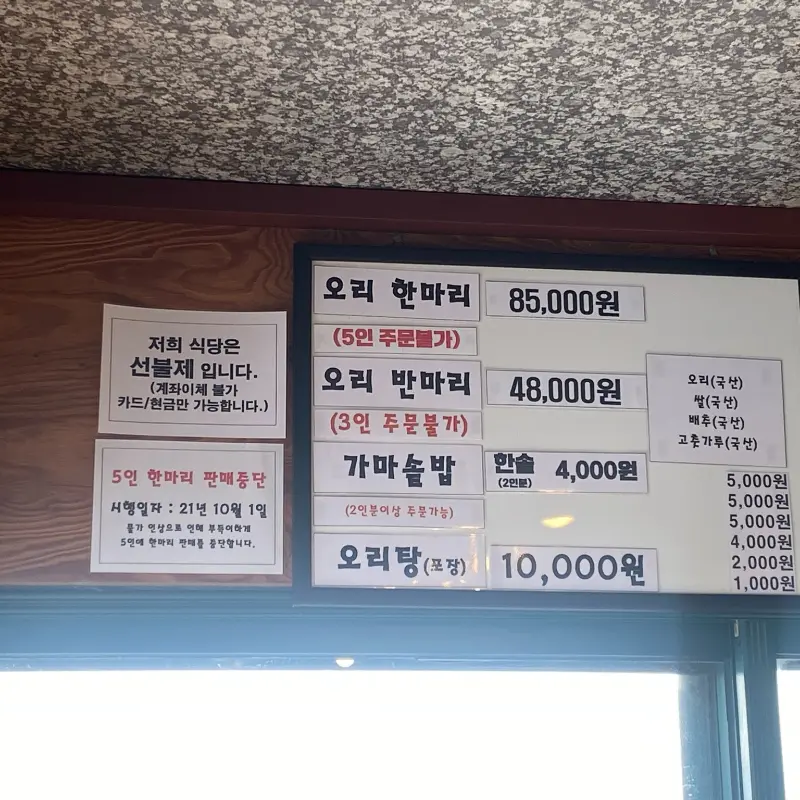 저희 식당은
선불제 입니다.
(계좌이체 불가
카드/현금만 가능합니다.)
5인 한마리 판매중단
시행일자 : 21년 10월 1일
물가 인상으로 인해 부득이하게
5인에 한마리 판매를 중단합니다.
오리 한마리 85,000원
(5인 주문불가)
오리 반마리 48,000원
(3인 주문불가)
가마솥밥 한솥 4,000원
(2인분)
(2인분이상 주문가능)
오리탕(포장) 10,000원
오리(국산)
쌀(국산)
배추(국산)
고춧가루(국산)
5,000원
5,000원
5,000원
4,000원
2,000원
1,000원